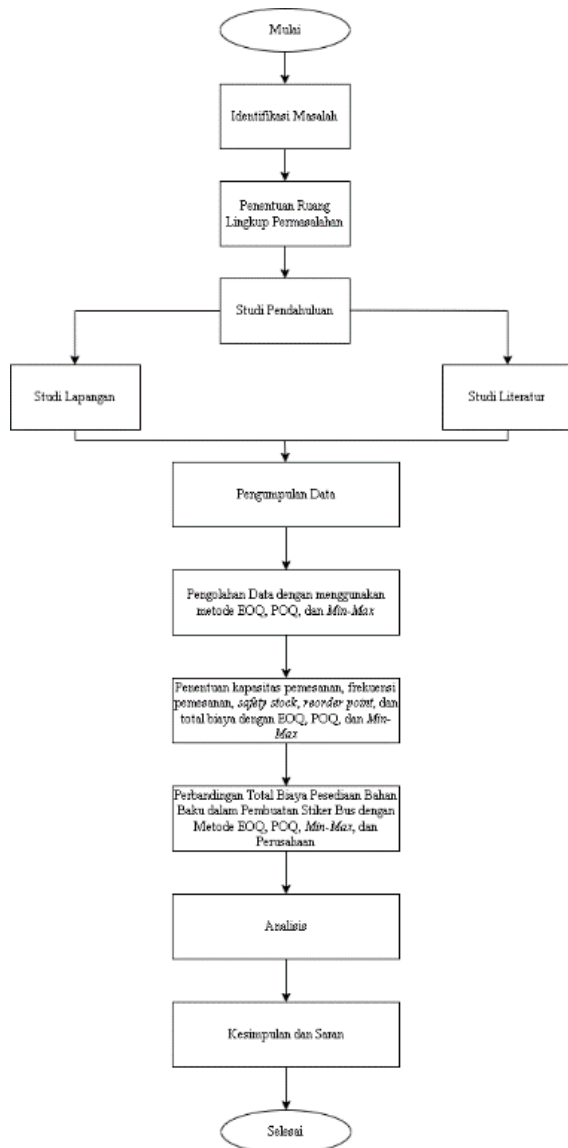 Mulai
Identifikasi Masalah
Penentuan Ruang
Lingkup Permasalahan
Studi Pendahuluan
Studi Lapangan
Studi Literatur
Pengumpulan Data
Pengolahan Data dengan menggunakan
metode EOQ, POQ, dan Min-Max
Penentuan kapasitas pemesanan, frekuensi
pemesanan, safety stock, reorder point, dan
total biaya dengan EOQ, POQ, dan Min-
Max
Perbandingan Total Biaya Pesediaan Bahan
Baku dalam Pembuatan Stiker Bus dengan
Metode EOQ, POQ, Min-Max, dan
Perusahaan
Analisis
Kesimpulan dan Saran
Selesai